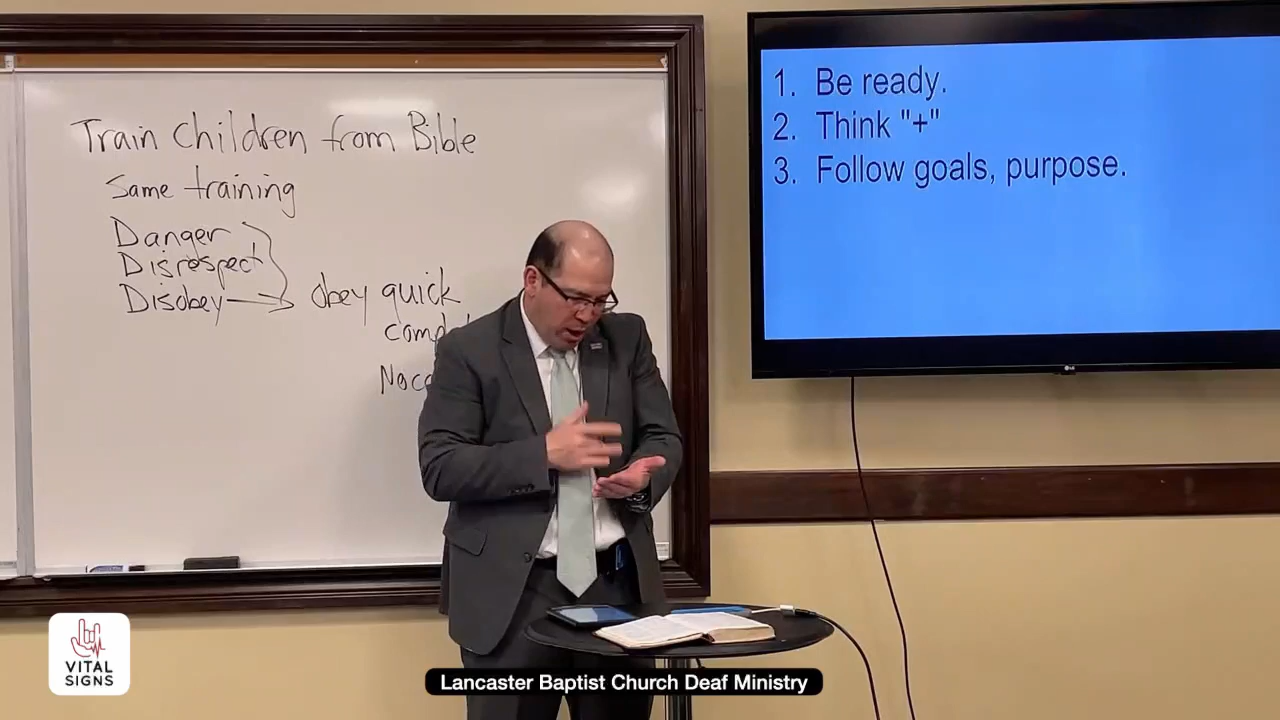 Train Children from Bible
Same training
Danger
Disrespect
Disobey
obey quick
1. Be ready.
2. Think "+"
3. Follow goals, purpose.
LG
VITAL
SIGNS
Lancaster Baptist Church Deaf Ministry